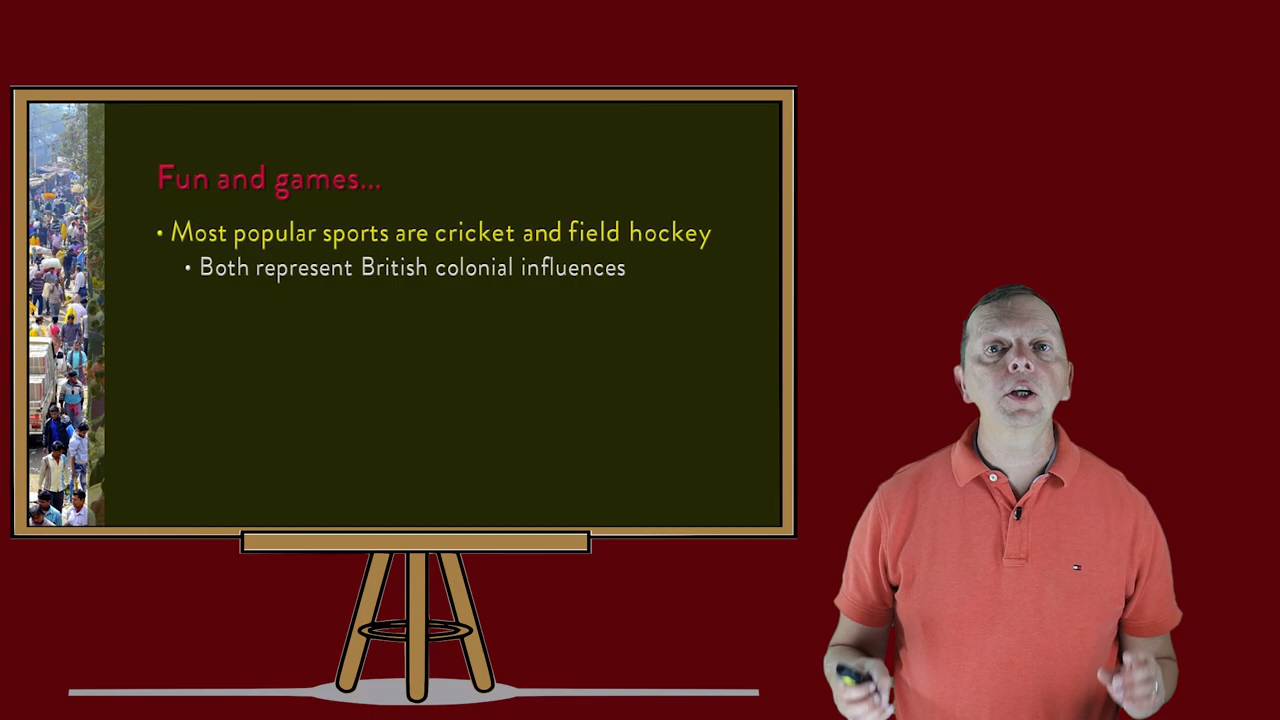 Fun and games...
• Most popular sports are cricket and field hockey
• Both represent British colonial influences